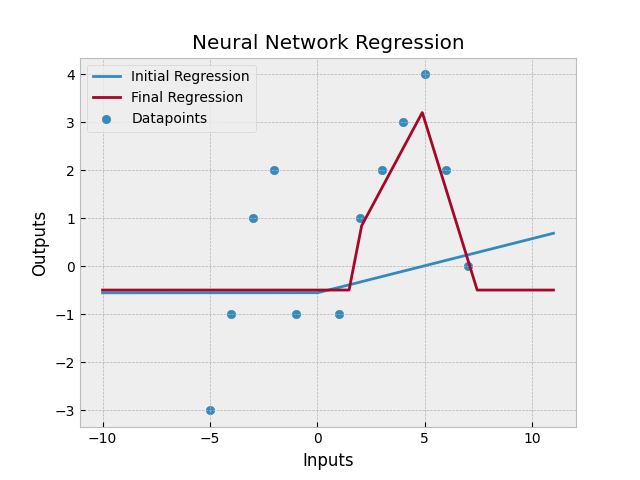 Neural Network Regression
Initial Regression
Final Regression
Datapoints
4
3
2
1
0
−1
−2
−3
Outputs
−10
−5
0
5
10
Inputs